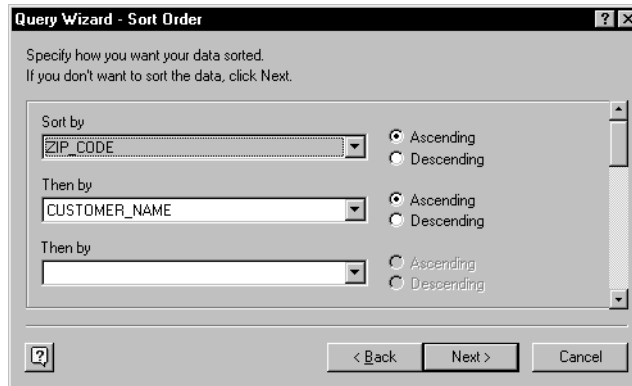 Query Wizard - Sort Order
Specify how you want your data sorted.
If you don't want to sort the data, click Next.
Sort by
ZIP_CODE
Ascending
Descending
Then by
CUSTOMER_NAME
Ascending
Descending
Then by
Ascending
Descending
< Back
Next >
Cancel